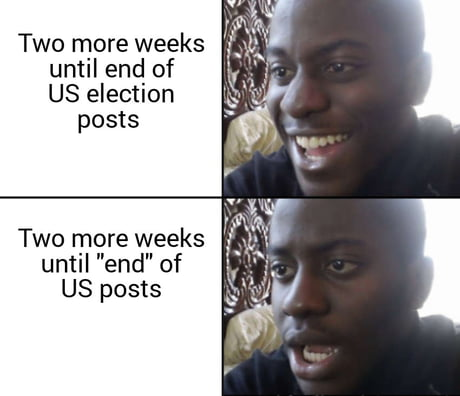 Two more weeks
until end of
US election
posts
Two more weeks
until "end" of
US posts